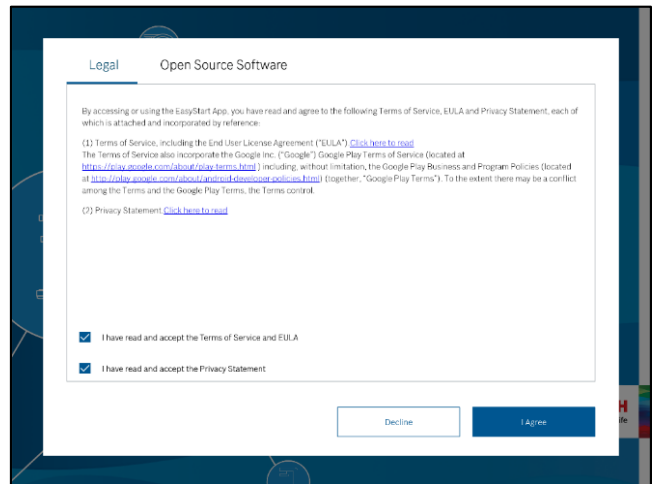 Legal
Open Source Software
By accessing or using the EasyStart App, you have read and agree to the following Terms of Service, EULA and Privacy Statement, each of
which is attached and incorporated by reference:
(1) Terms of Service, including the End User License Agreement ("EULA") Click here to read
The Terms of Service also incorporate the Google Inc. ("Google") Google Play Terms of Service (located at
https://play.google.com/about/play-terms.html ) including, without limitation, the Google Play Business and Program Policies (located
at http://play.google.com/about/android-developer-policies.html) (together, "Google Play Terms"). To the extent there may be a conflict
among the Terms and the Google Play Terms, the Terms control.
(2) Privacy Statement Click here to read
I have read and accept the Terms of Service and EULA
I have read and accept the Privacy Statement
Decline
I Agree
H
ife